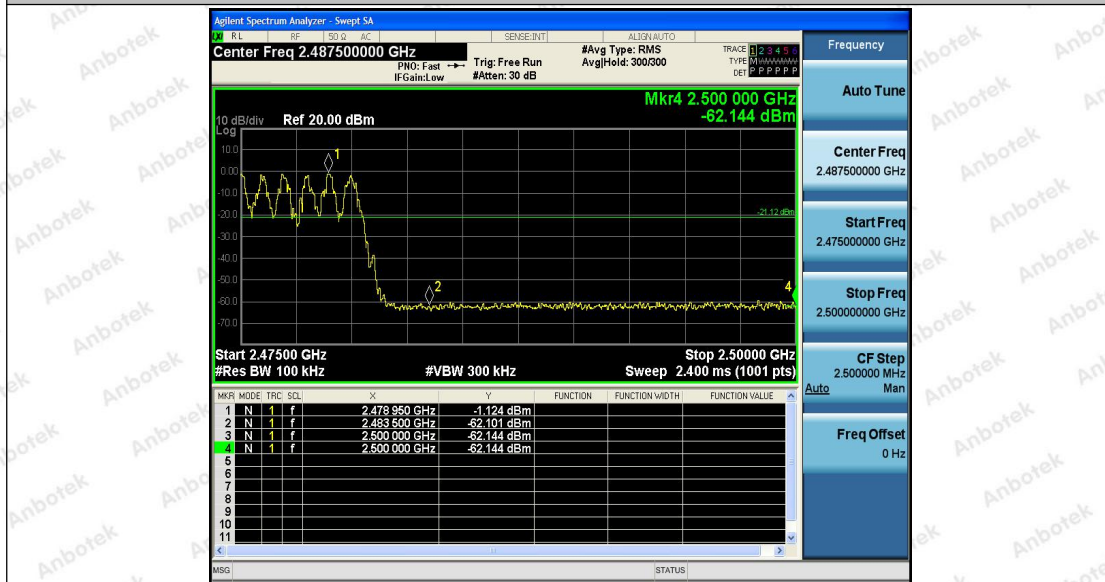 Agilent Spectrum Analyzer - Swept SA
RL RF 50 Ω AC SENSE:INT ALIGN AUTO
Center Freq 2.487500000 GHz
PNO: Fast
IFGain:Low
Trig: Free Run
#Atten: 30 dB
#Avg Type: RMS
Avg|Hold: 300/300
TRACE 1 2 3 4 5 6
TYPE M
DET P P P P P P
Mkr4 2.500 000 GHz
-62.144 dBm
10 dB/div Ref 20.00 dBm
Log
10.0
1
0.00
-10.0
-20.0
-21.12 dBm
-30.0
-40.0
-50.0
2
4
-60.0
-70.0
Start 2.47500 GHz Stop 2.50000 GHz
#Res BW 100 kHz #VBW 300 kHz Sweep 2.400 ms (1001 pts)
MKR MODE TRC SCL X Y FUNCTION FUNCTION WIDTH FUNCTION VALUE
1 N 1 f 2.478 950 GHz -1.124 dBm
2 N 1 f 2.483 500 GHz -62.101 dBm
3 N 1 f 2.500 000 GHz -62.144 dBm
4 N 1 f 2.500 000 GHz -62.144 dBm
5
6
7
8
9
10
11
MSG STATUS
Frequency
Auto Tune
Center Freq
2.487500000 GHz
Start Freq
2.475000000 GHz
Stop Freq
2.500000000 GHz
CF Step
2.500000 MHz
Auto Man
Freq Offset
0 Hz
Anbotek